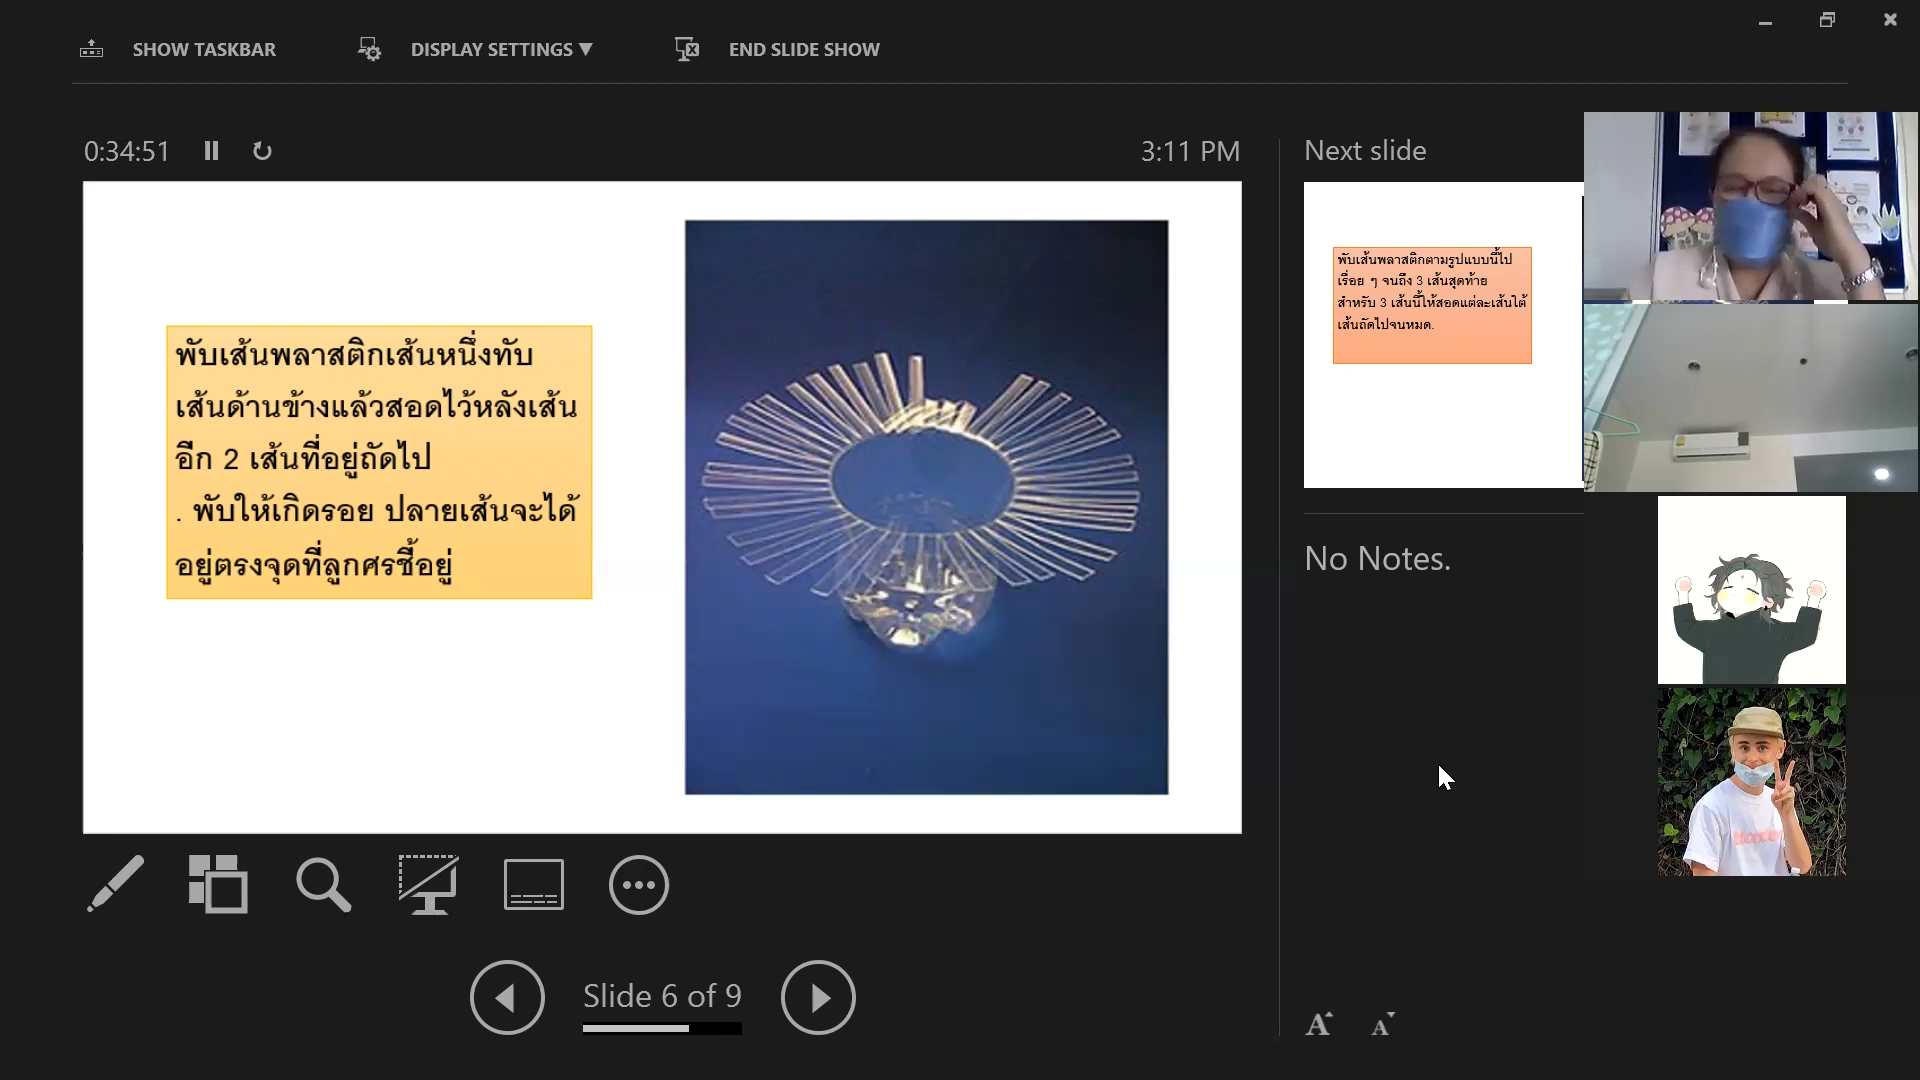 SHOW TASKBAR
DISPLAY SETTINGS ▼
END SLIDE SHOW
0:34:51
3:11 PM
พับเส้นพลาสติกเส้นหนึ่งทับ
เส้นด้านข้างแล้วสอดไว้หลังเส้น
อีก 2 เส้นที่อยู่ถัดไป
. พับให้เกิดรอย ปลายเส้นจะได้
อยู่ตรงจุดที่ลูกศรชี้อยู่
Slide 6 of 9
Next slide
พับเส้นพลาสติกตามรูปแบบนี้ไป
เรื่อย ๆ จนถึง 3 เส้นสุดท้าย
สำหรับ 3 เส้นนี้ให้สอดแต่ละเส้นใต้
เส้นถัดไปจนหมด.
No Notes.
A A